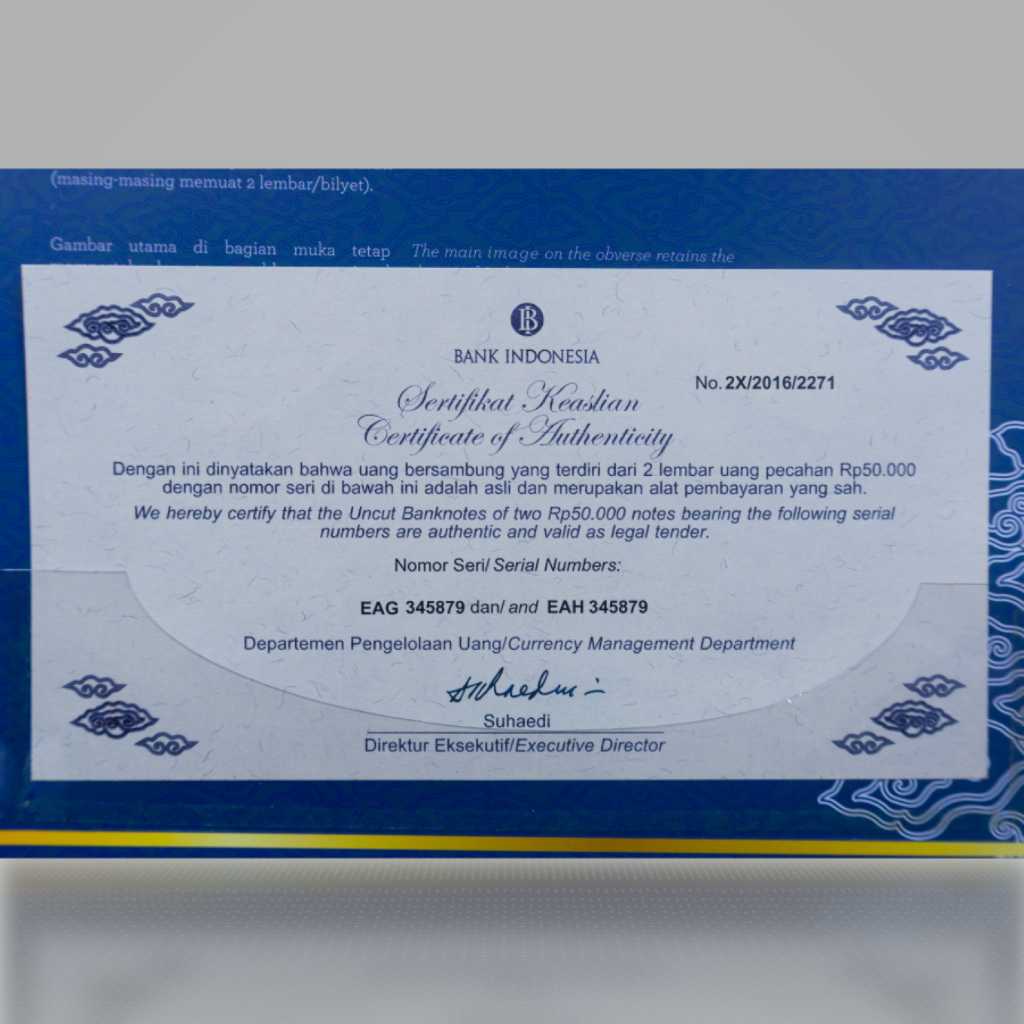 (masing-masing memuat 2 lembar/bilyet).
Gambar utama di bagian muka tetap The main image on the obverse retains the
BANK INDONESIA
No. 2X/2016/2271
Sertifikat Keaslian
Certificate of Authenticity
Dengan ini dinyatakan bahwa uang bersambung yang terdiri dari 2 lembar uang pecahan Rp50.000
dengan nomor seri di bawah ini adalah asli dan merupakan alat pembayaran yang sah.
We hereby certify that the Uncut Banknotes of two Rp50.000 notes bearing the following serial
numbers are authentic and valid as legal tender.
Nomor Seri/ Serial Numbers:
EAG 345879 dan/ and EAH 345879
Departemen Pengelolaan Uang/Currency Management Department
Suhaedi
Direktur Eksekutif/Executive Director